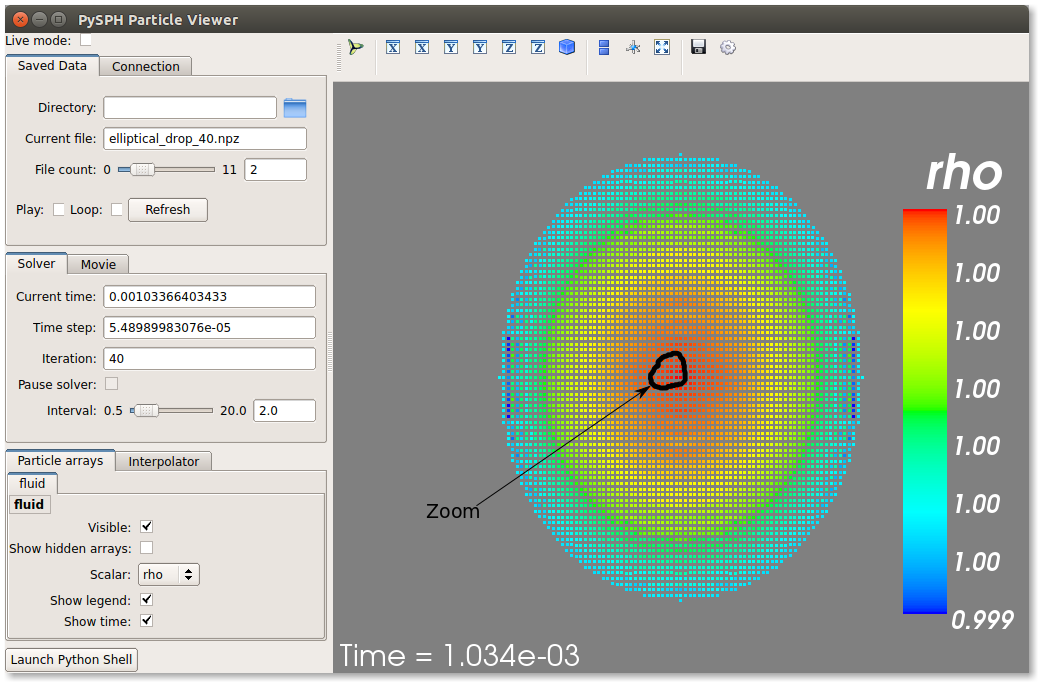 PySPH Particle Viewer
Live mode:
Saved Data
Connection
Directory:
Current file: elliptical_drop_40.npz
File count: 0 11 2
Play: Loop: Refresh
Solver
Movie
Current time: 0.00103366403433
Time step: 5.48989983076e-05
Iteration: 40
Pause solver:
Interval: 0.5 20.0 2.0
Particle arrays
Interpolator
fluid
fluid
Visible:
Show hidden arrays:
Scalar: rho
Show legend:
Show time:
Launch Python Shell
X X Y Y Z Z
rho
1.00
1.00
1.00
1.00
1.00
1.00
1.00
0.999
Zoom
Time = 1.034e-03